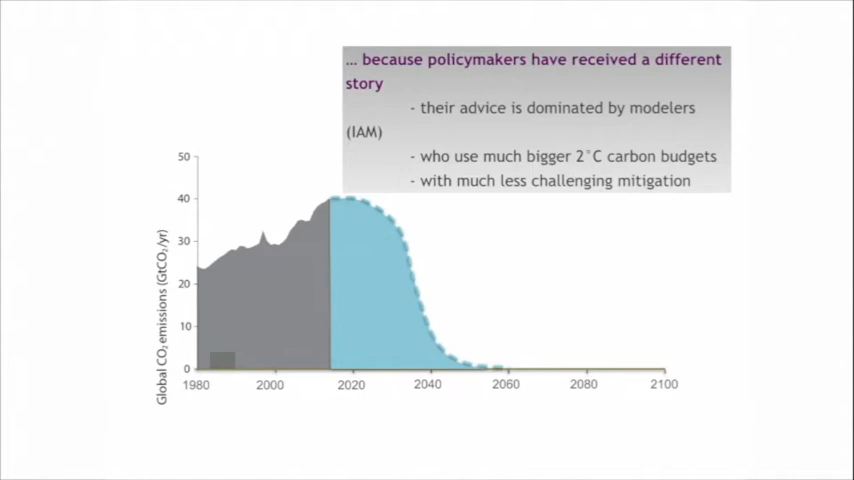 … because policymakers have received a different
story
- their advice is dominated by modelers
(IAM)
- who use much bigger 2°C carbon budgets
- with much less challenging mitigation
50
40
30
20
10
0
Global CO₂ emissions (GtCO₂/yr)
1980 2000 2020 2040 2060 2080 2100